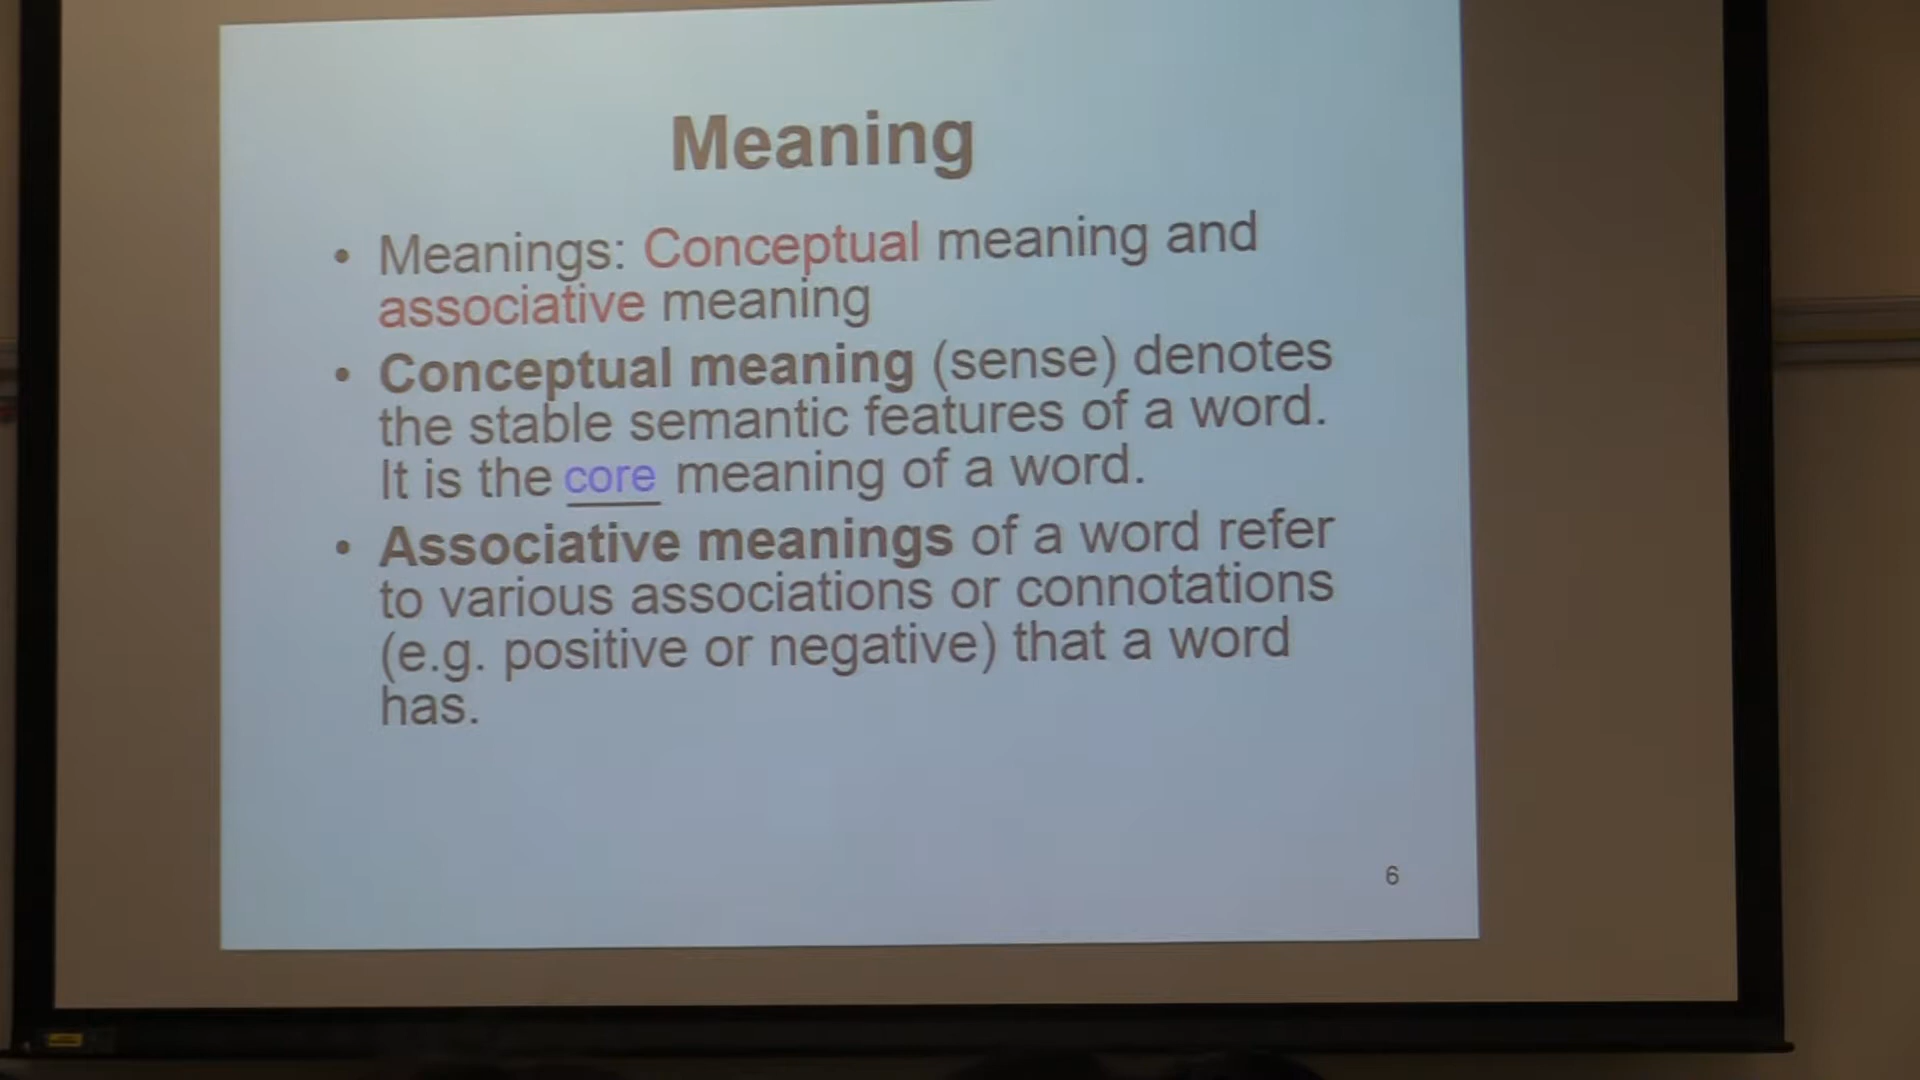 Meaning
• Meanings: Conceptual meaning and
associative meaning
• Conceptual meaning (sense) denotes
the stable semantic features of a word.
It is the core meaning of a word.
• Associative meanings of a word refer
to various associations or connotations
(e.g. positive or negative) that a word
has.
6